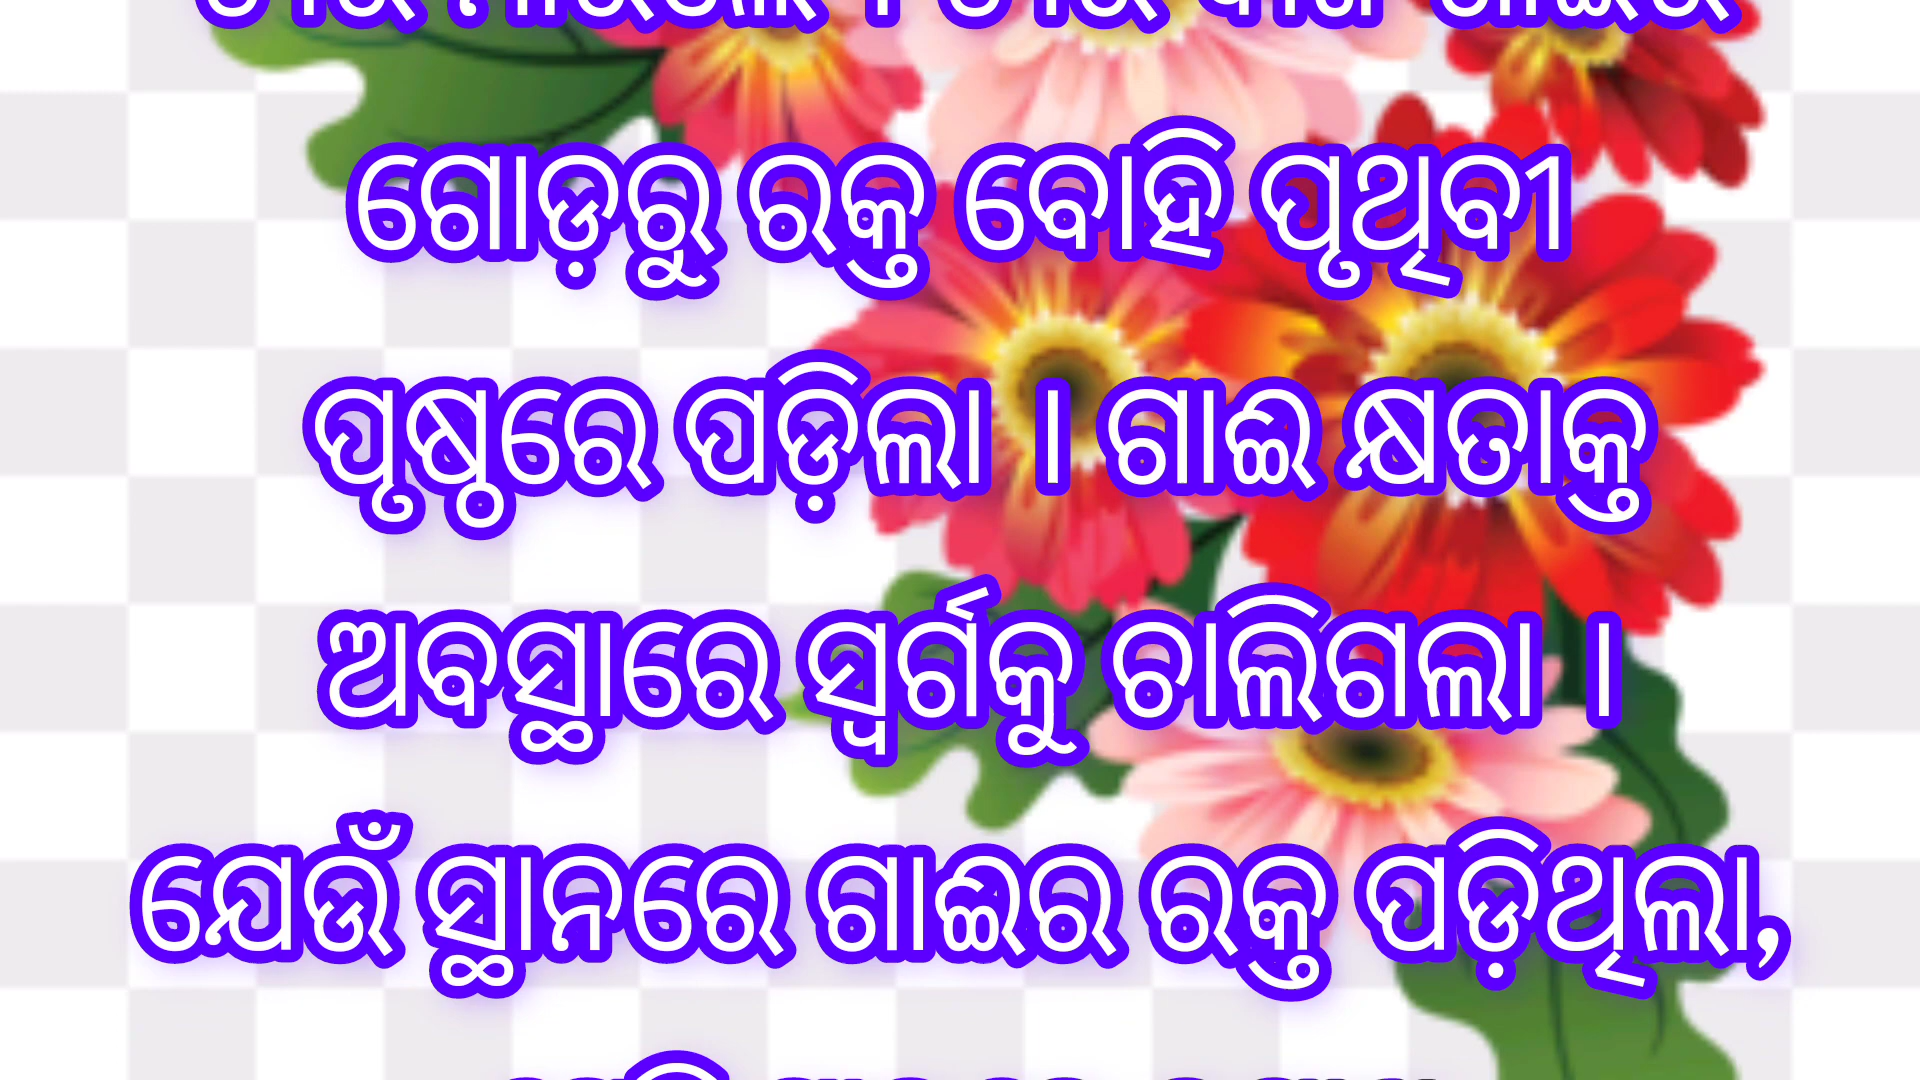 ଗୋଡ଼ରୁ ରକ୍ତ ବୋହି ପୃଥିବୀ
ପୃଷ୍ଠରେ ପଡ଼ିଲା । ଗାଈ କ୍ଷତାକ୍ତ
ଅବସ୍ଥାରେ ସ୍ୱର୍ଗକୁ ଚାଲିଗଲା ।
ଯେଉଁ ସ୍ଥାନରେ ଗାଈର ରକ୍ତ ପଡ଼ିଥିଲା,